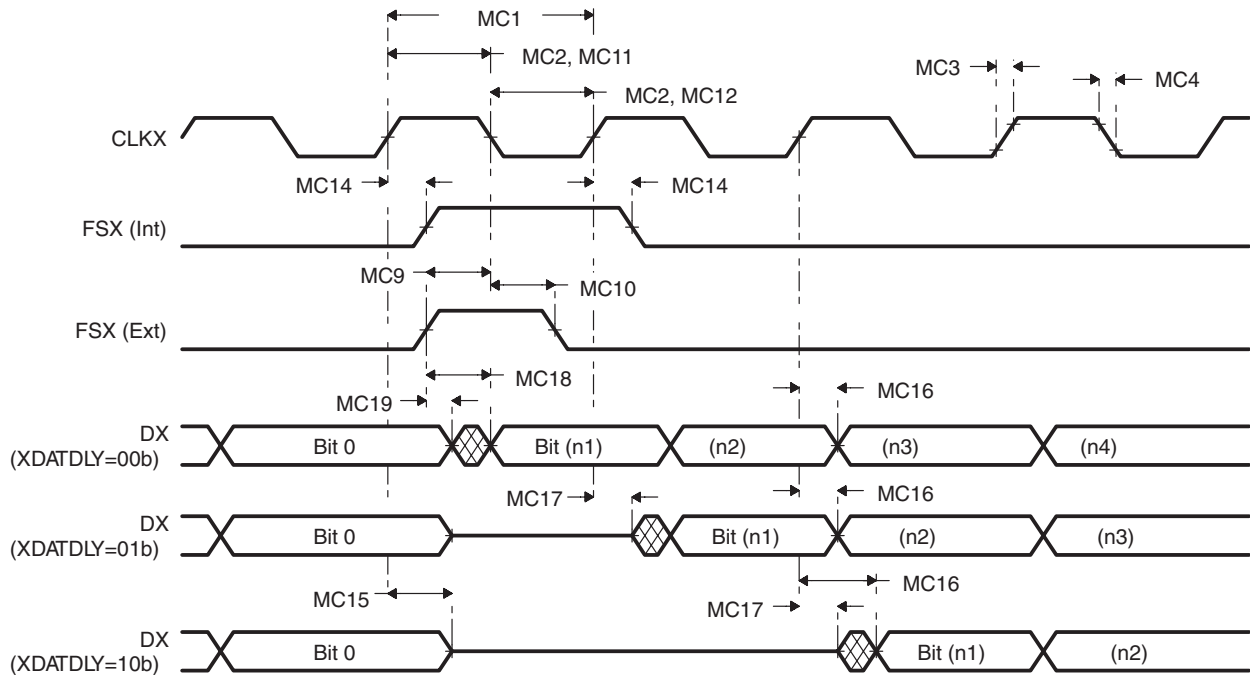 MC1
MC2, MC11
MC3
MC4
MC2, MC12
CLKX
MC14
MC14
FSX (Int)
MC9
MC10
FSX (Ext)
MC18
MC19
MC16
DX
(XDATDLY=00b)
Bit 0
Bit (n1)
(n2)
(n3)
(n4)
MC17
MC16
DX
(XDATDLY=01b)
Bit 0
Bit (n1)
(n2)
(n3)
MC15
MC16
MC17
DX
(XDATDLY=10b)
Bit 0
Bit (n1)
(n2)